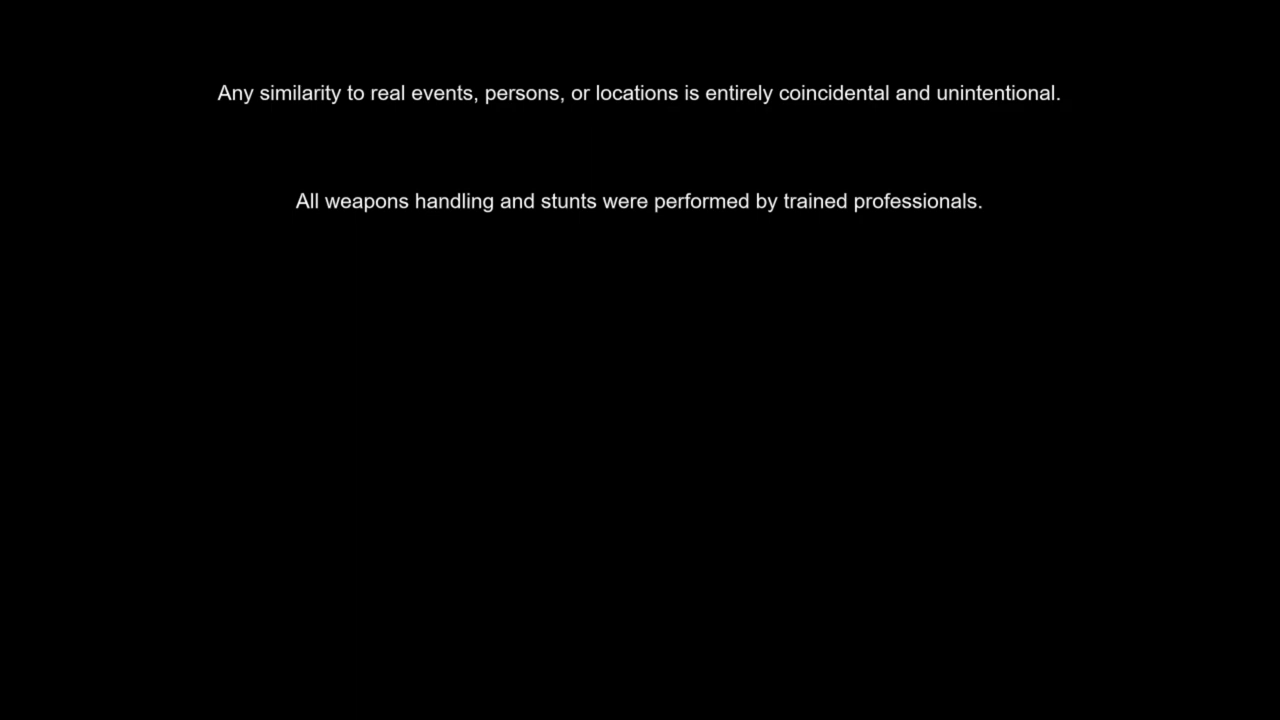 Any similarity to real events, persons, or locations is entirely coincidental and unintentional.
All weapons handling and stunts were performed by trained professionals.